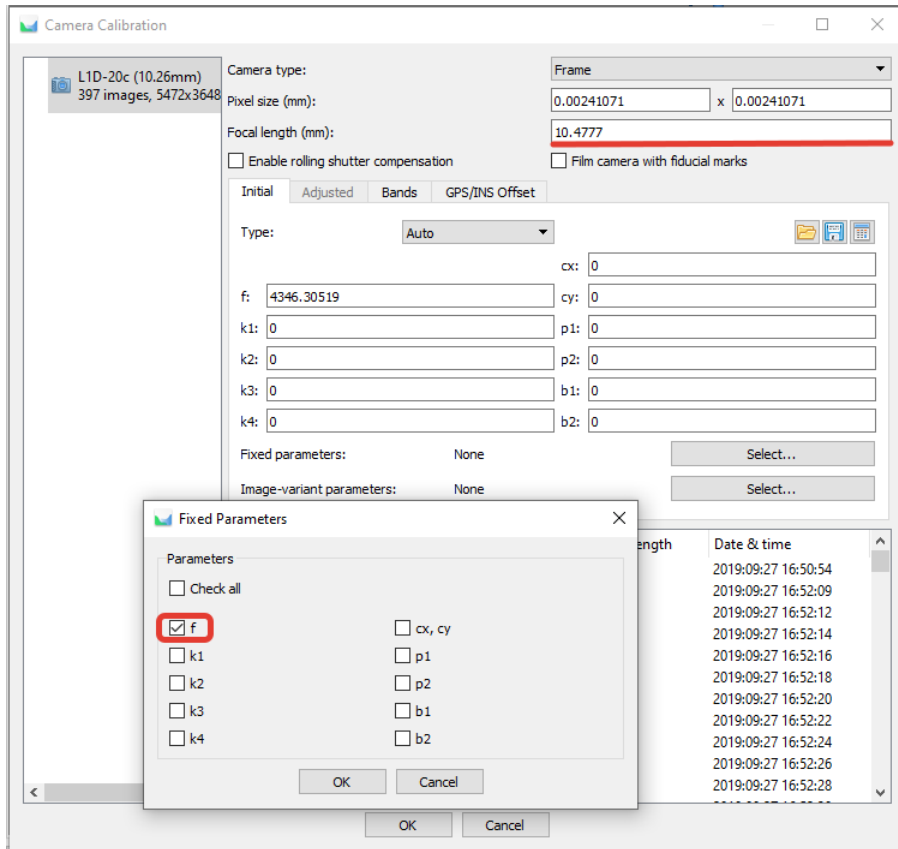 Camera Calibration
L1D-20c (10.26mm)
397 images, 5472x3648
Camera type: Frame
Pixel size (mm): 0.00241071 x 0.00241071
Focal length (mm): 10.4777
Enable rolling shutter compensation Film camera with fiducial marks
Initial Adjusted Bands GPS/INS Offset
Type: Auto
cx: 0
f: 4346.30519 cy: 0
k1: 0 p1: 0
k2: 0 p2: 0
k3: 0 b1: 0
k4: 0 b2: 0
Fixed parameters: None Select...
Image-variant parameters: None Select...
Fixed Parameters
Parameters
Check all
f cx, cy
k1 p1
k2 p2
k3 b1
k4 b2
OK Cancel
ength Date & time
2019:09:27 16:50:54
2019:09:27 16:52:09
2019:09:27 16:52:12
2019:09:27 16:52:14
2019:09:27 16:52:16
2019:09:27 16:52:18
2019:09:27 16:52:20
2019:09:27 16:52:22
2019:09:27 16:52:24
2019:09:27 16:52:26
2019:09:27 16:52:28
OK Cancel